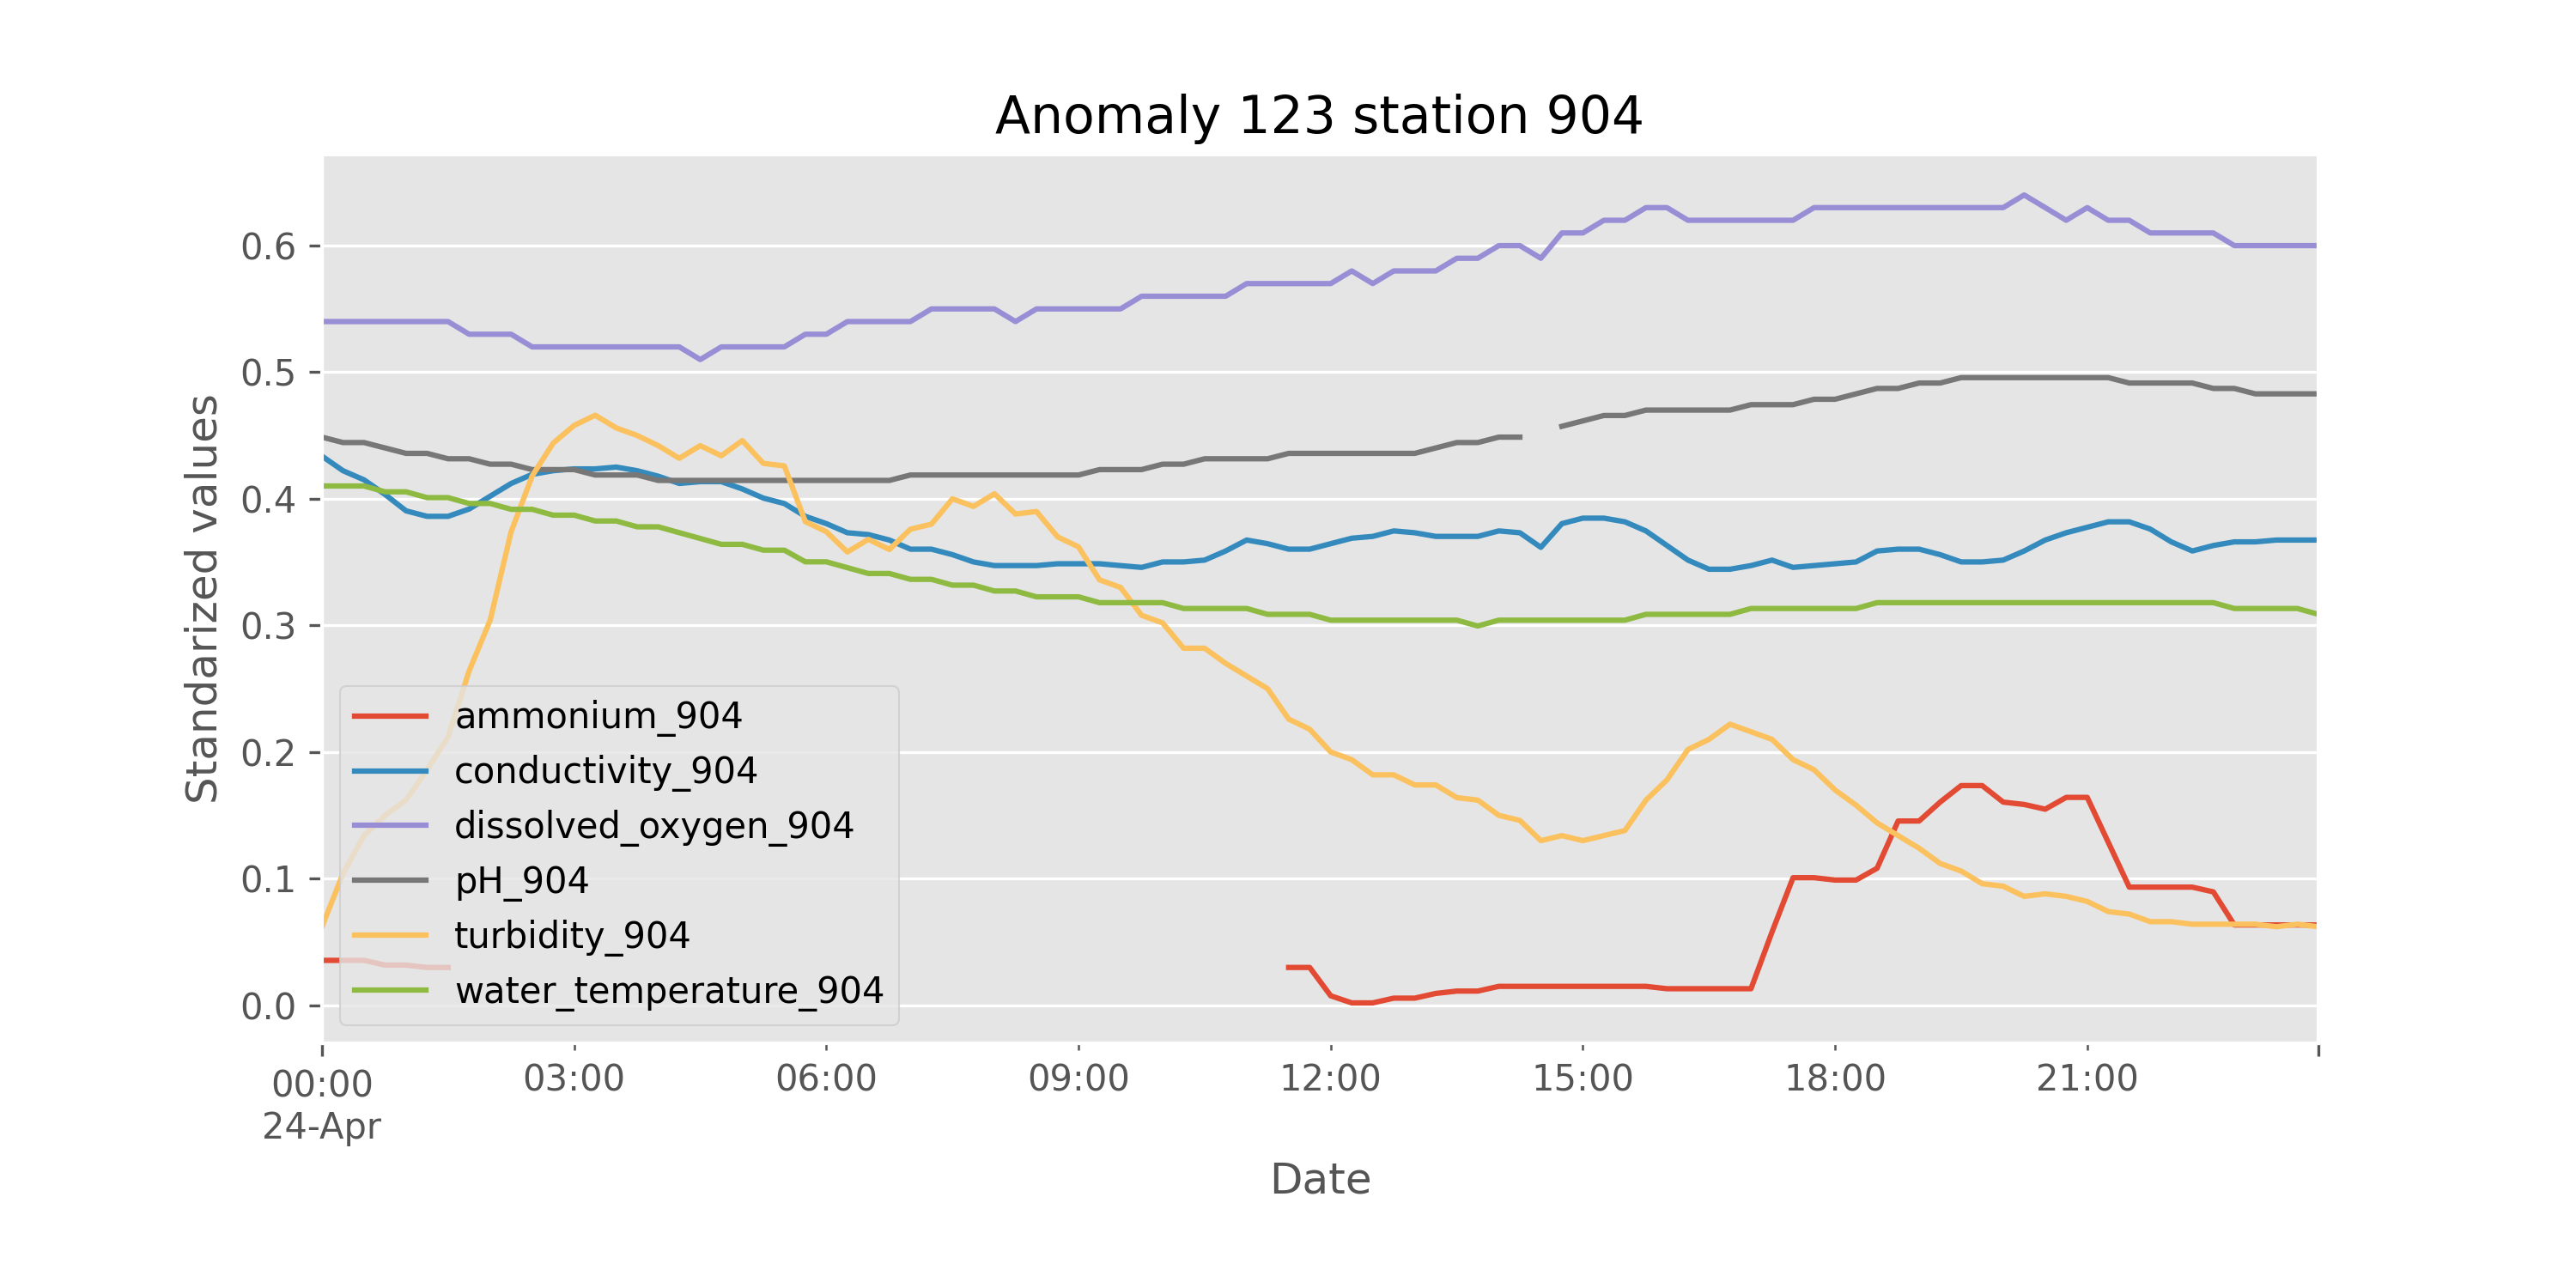 Anomaly 123 station 904
Standarized values
0.6
0.5
0.4
0.3
0.2
0.1
0.0
ammonium_904
conductivity_904
dissolved_oxygen_904
pH_904
turbidity_904
water_temperature_904
00:00 03:00 06:00 09:00 12:00 15:00 18:00 21:00
24-Apr
Date